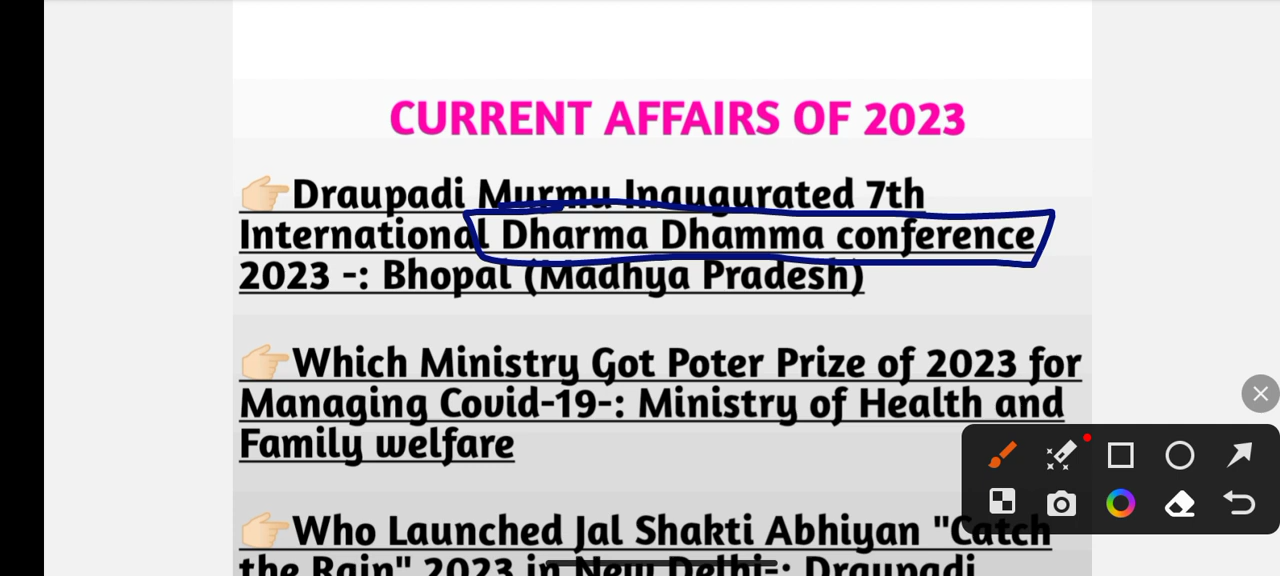 CURRENT AFFAIRS OF 2023
👉🏻Draupadi Murmu Inaugurated 7th
International Dharma Dhamma conference
2023 -: Bhopal (Madhya Pradesh)
👉🏻Which Ministry Got Poter Prize of 2023 for
Managing Covid-19-: Ministry of Health and
Family welfare
👉🏻Who Launched Jal Shakti Abhiyan "Catch
the Rain" 2023 in New Delhi-: Draupadi